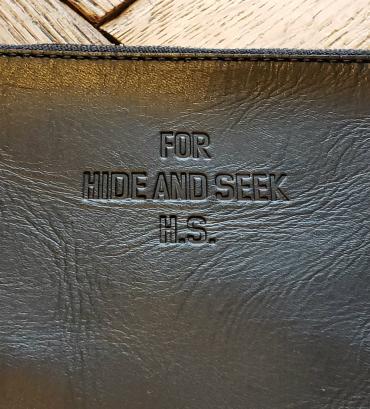 FOR
HIDE AND SEEK
H.S.